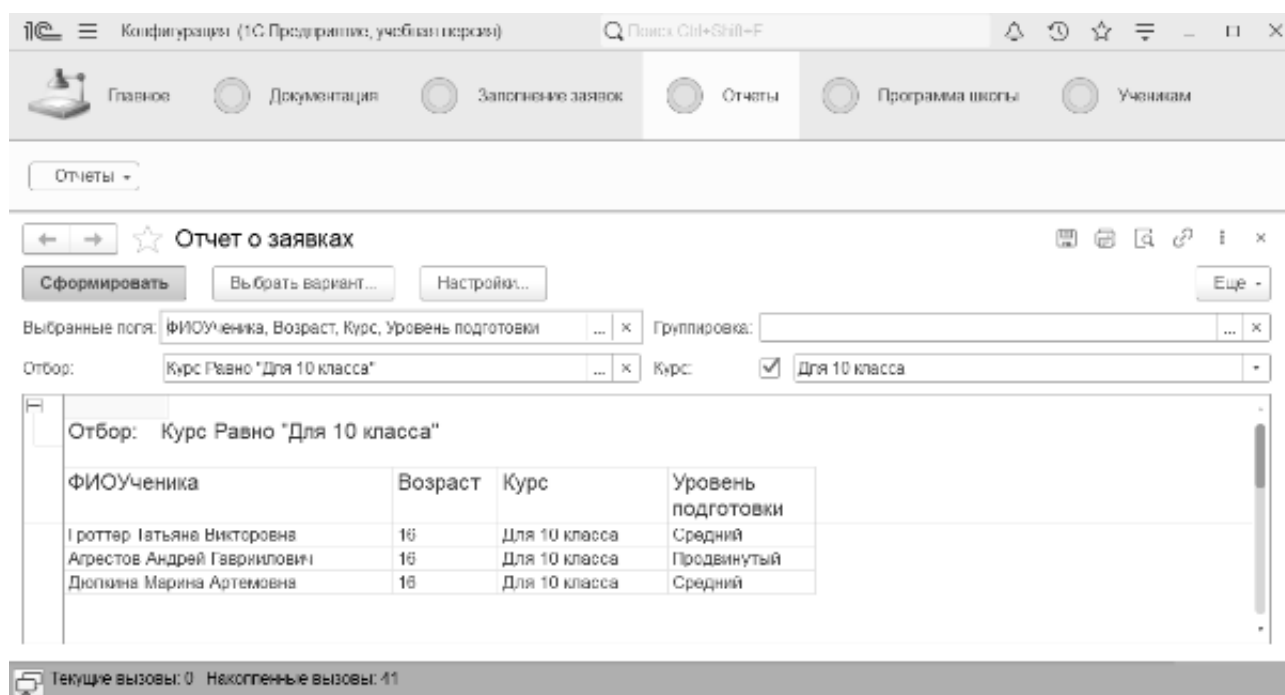 1С Конфигурация (1С:Предприятие, учебная версия) Поиск Ctrl+Shift+F
Главное Документация Заполнение заявок Отчеты Программа школы Ученикам
Отчеты
Отчет о заявках
Сформировать Выбрать вариант... Настройки... Еще
Выбранные поля: ФИОУченика, Возраст, Курс, Уровень подготовки ... × Группировка: ... ×
Отбор: Курс Равно "Для 10 класса" ... × Курс: Для 10 класса
Отбор: Курс Равно "Для 10 класса"
ФИОУченика Возраст Курс Уровень
подготовки
Гроттер Татьяна Викторовна 16 Для 10 класса Средний
Агрестов Андрей Гавриилович 16 Для 10 класса Продвинутый
Дюпкина Марина Артемовна 16 Для 10 класса Средний
Текущие вызовы: 0 Накопленные вызовы: 41